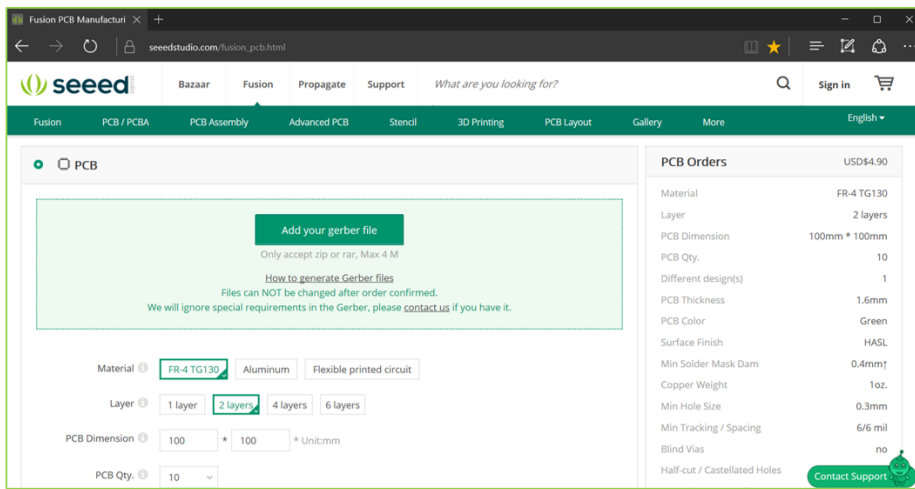 Fusion PCB Manufacturi
seeedstudio.com/fusion_pcb.html
seeed
Bazaar Fusion Propagate Support What are you looking for? Sign in
Fusion PCB / PCBA PCB Assembly Advanced PCB Stencil 3D Printing PCB Layout Gallery More English
PCB
Add your gerber file
Only accept zip or rar, Max 4 M
How to generate Gerber files
Files can NOT be changed after order confirmed.
We will ignore special requirements in the Gerber, please contact us if you have it.
Material FR-4 TG130 Aluminum Flexible printed circuit
Layer 1 layer 2 layers 4 layers 6 layers
PCB Dimension 100 * 100 * Unit:mm
PCB Qty. 10
PCB Orders USD$4.90
Material FR-4 TG130
Layer 2 layers
PCB Dimension 100mm * 100mm
PCB Qty. 10
Different design(s) 1
PCB Thickness 1.6mm
PCB Color Green
Surface Finish HASL
Min Solder Mask Dam 0.4mm↑
Copper Weight 1oz.
Min Hole Size 0.3mm
Min Tracking / Spacing 6/6 mil
Blind Vias no
Half-cut / Castellated Holes
Contact Support